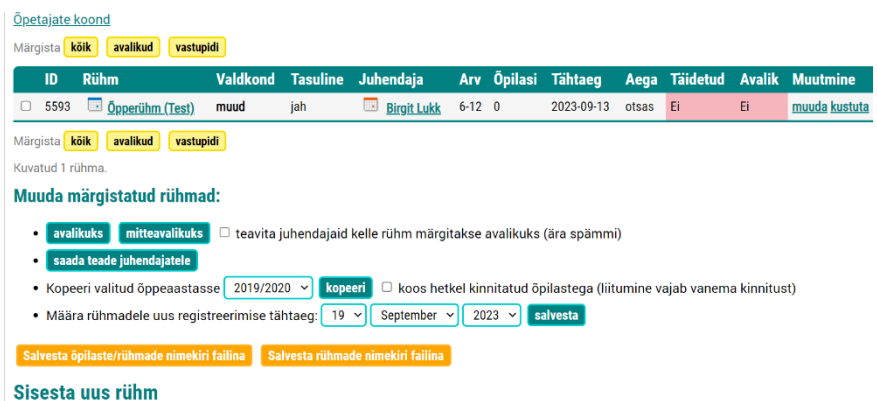 Õpetajate koond
Märgista kõik avalikud vastupidi
ID Rühm Valdkond Tasuline Juhendaja Arv Õpilasi Tähtaeg Aega Täidetud Avalik Muutmine
5593 Õpperühm (Test) muud jah Birgit Lukk 6-12 0 2023-09-13 otsas Ei Ei muuda kustuta
Märgista kõik avalikud vastupidi
Kuvatud 1 rühma.
Muuda märgistatud rühmad:
avalikuks mitteavalikuks teavita juhendajaid kelle rühm märgitakse avalikuks (ära spämmi)
saada teade juhendajatele
Kopeeri valitud õppeaastasse 2019/2020 kopeeri koos hetkel kinnitatud õpilastega (liitumine vajab vanema kinnitust)
Määra rühmadele uus registreerimise tähtaeg: 19 September 2023 salvesta
Salvesta õpilaste/rühmade nimekiri failina Salvesta rühmade nimekiri failina
Sisesta uus rühm